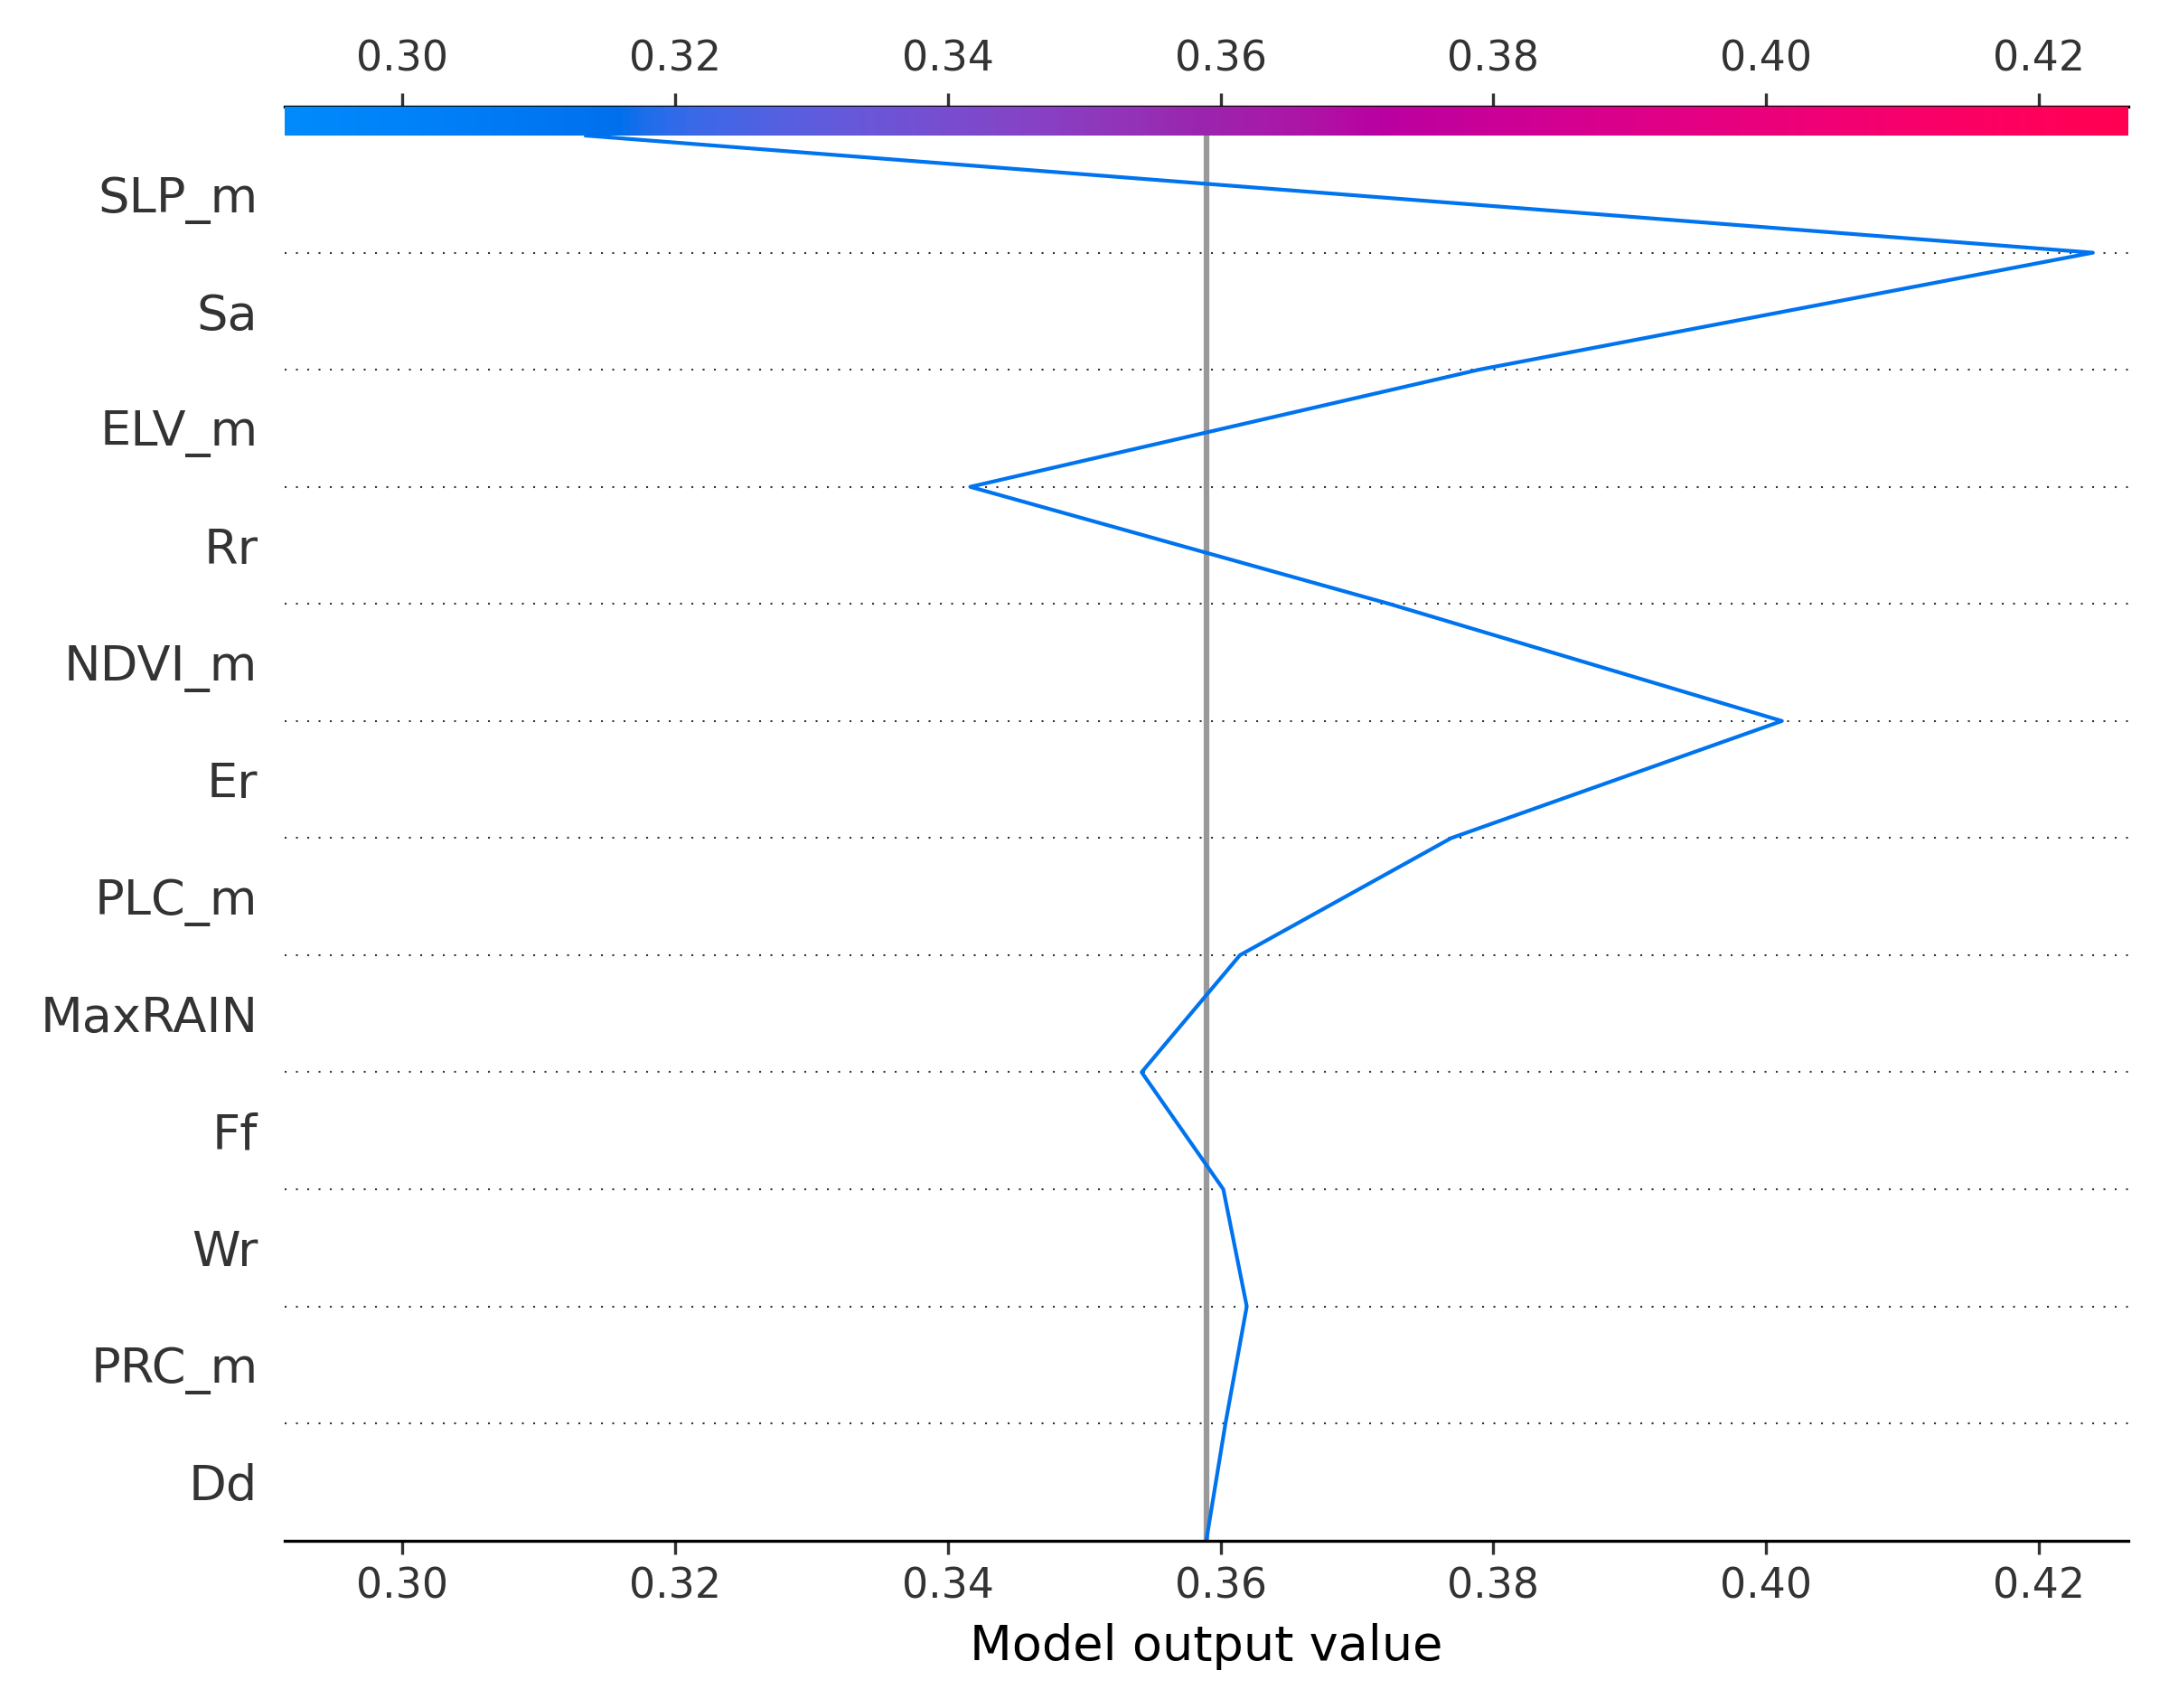 0.30 0.32 0.34 0.36 0.38 0.40 0.42
SLP_m
Sa
ELV_m
Rr
NDVI_m
Er
PLC_m
MaxRAIN
Ff
Wr
PRC_m
Dd
0.30 0.32 0.34 0.36 0.38 0.40 0.42
Model output value